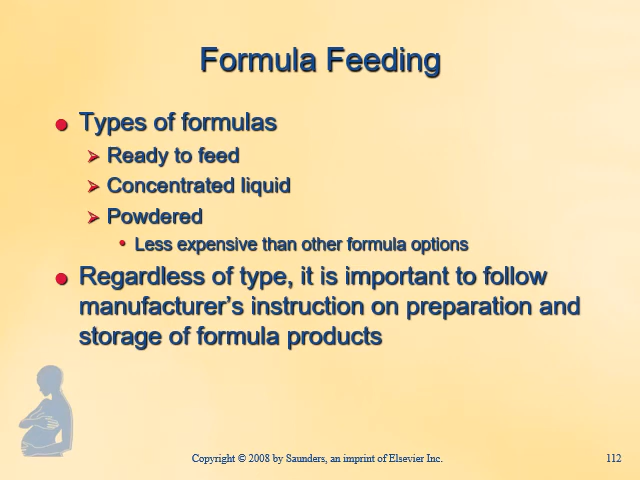 Formula Feeding
Types of formulas
Ready to feed
Concentrated liquid
Powdered
Less expensive than other formula options
Regardless of type, it is important to follow
manufacturer’s instruction on preparation and
storage of formula products
Copyright © 2008 by Saunders, an imprint of Elsevier Inc.
112